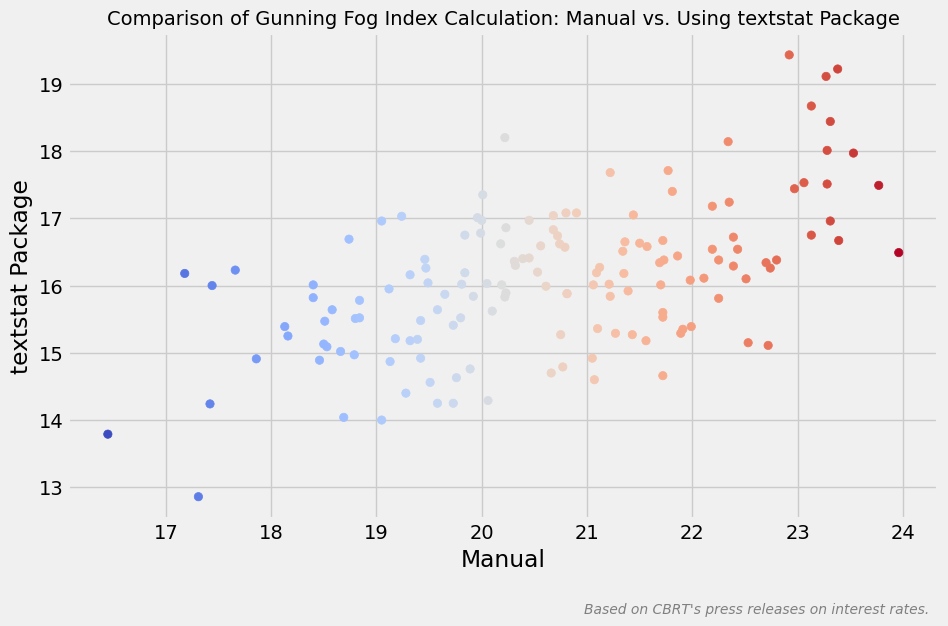 Comparison of Gunning Fog Index Calculation: Manual vs. Using textstat Package
textstat Package
19
18
17
16
15
14
13
17 18 19 20 21 22 23 24
Manual
Based on CBRT's press releases on interest rates.